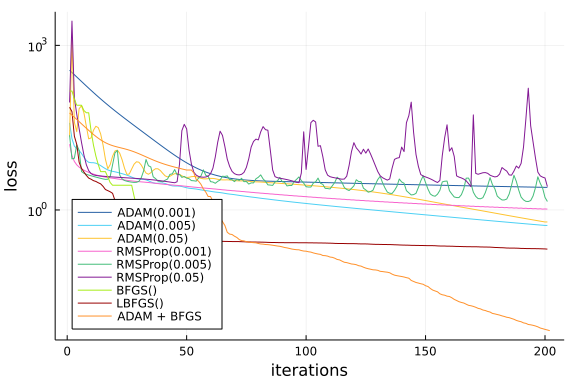 loss
10³
10⁰
ADAM(0.001)
ADAM(0.005)
ADAM(0.05)
RMSProp(0.001)
RMSProp(0.005)
RMSProp(0.05)
BFGS()
LBFGS()
ADAM + BFGS
0 50 100 150 200
iterations